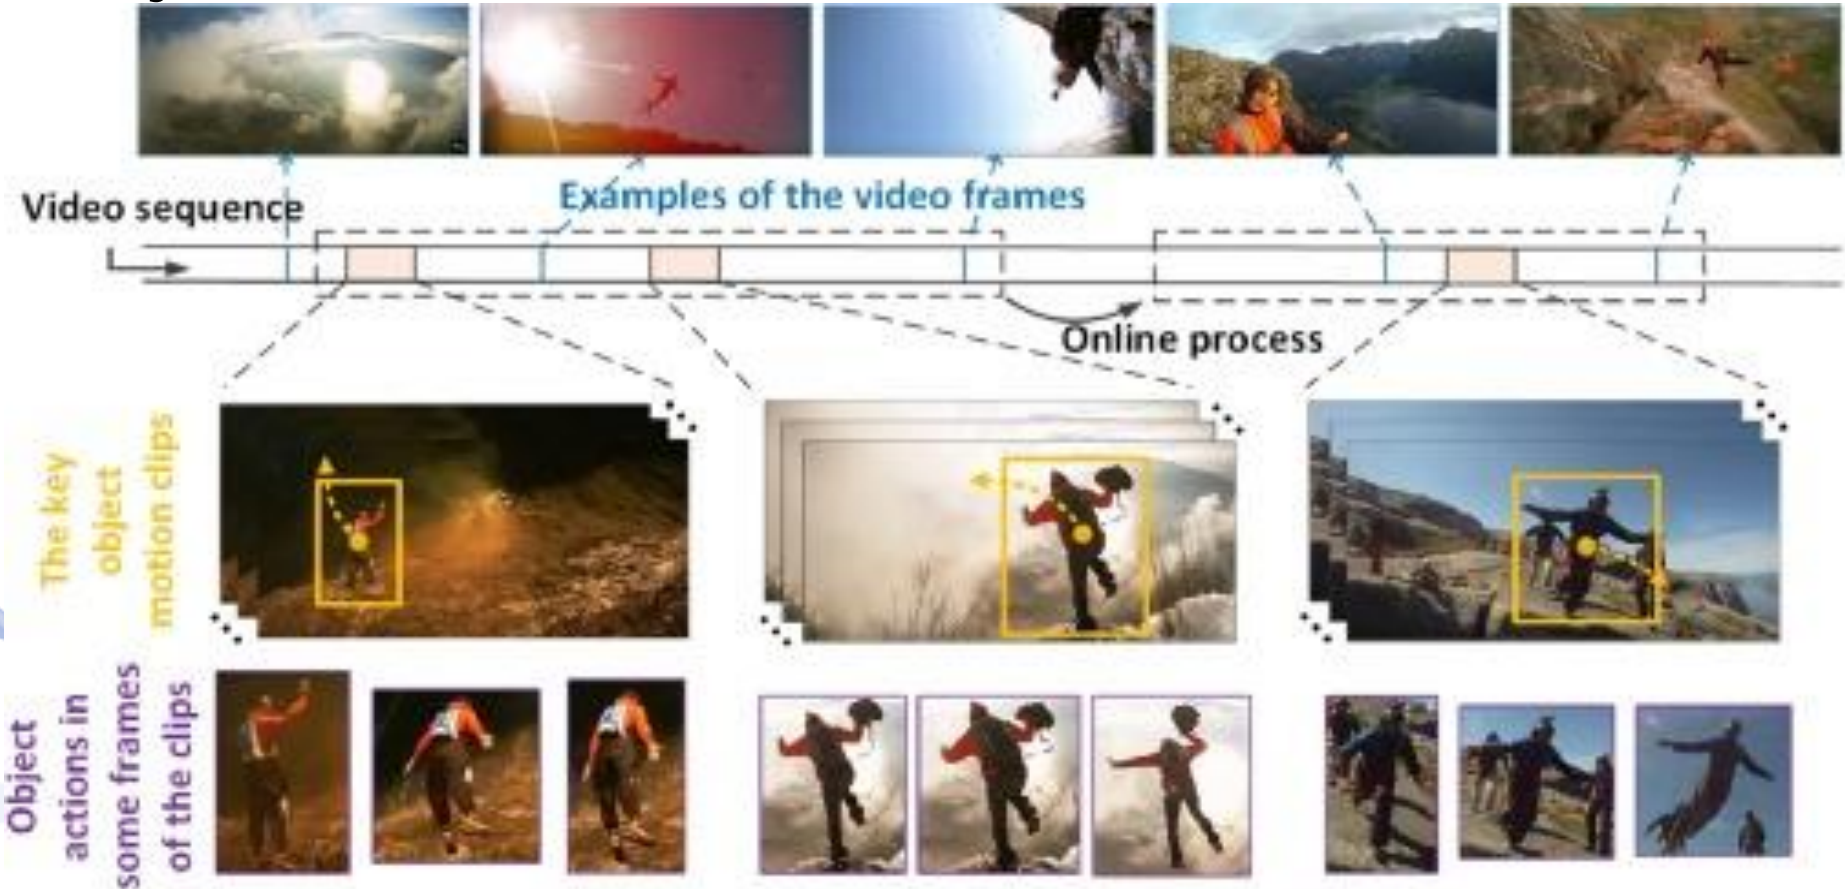 Video sequence
Examples of the video frames
Online process
The key
object
motion clips
Object
actions in
some frames
of the clips